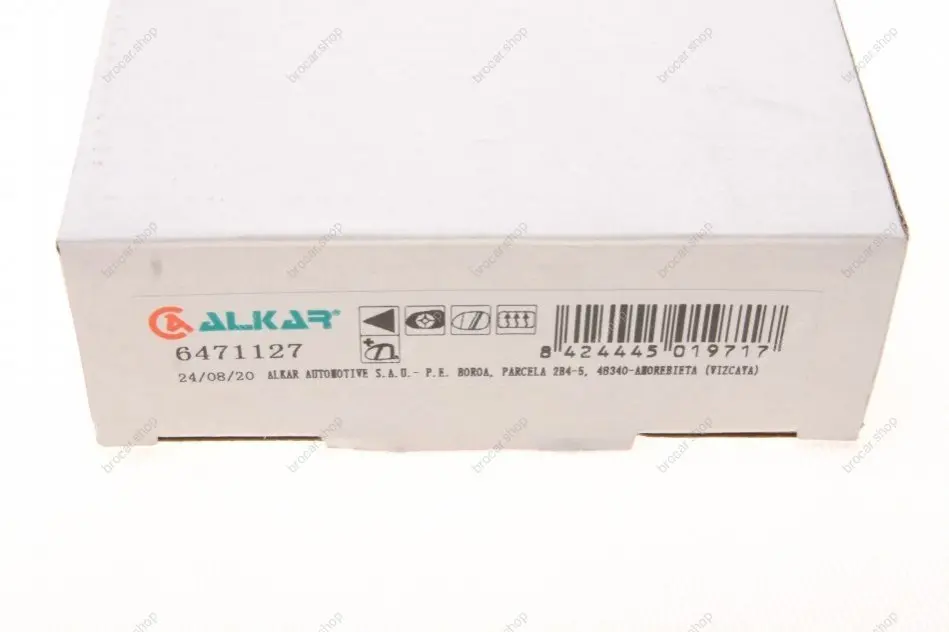 ALKAR®
6471127
8 424445 019717
24/08/20 ALKAR AUTOMOTIVE S.A.U.- P.E. BOROA, PARCELA 2B4-5, 48340-AMOREBIETA (VIZCAYA)
brocar.shop